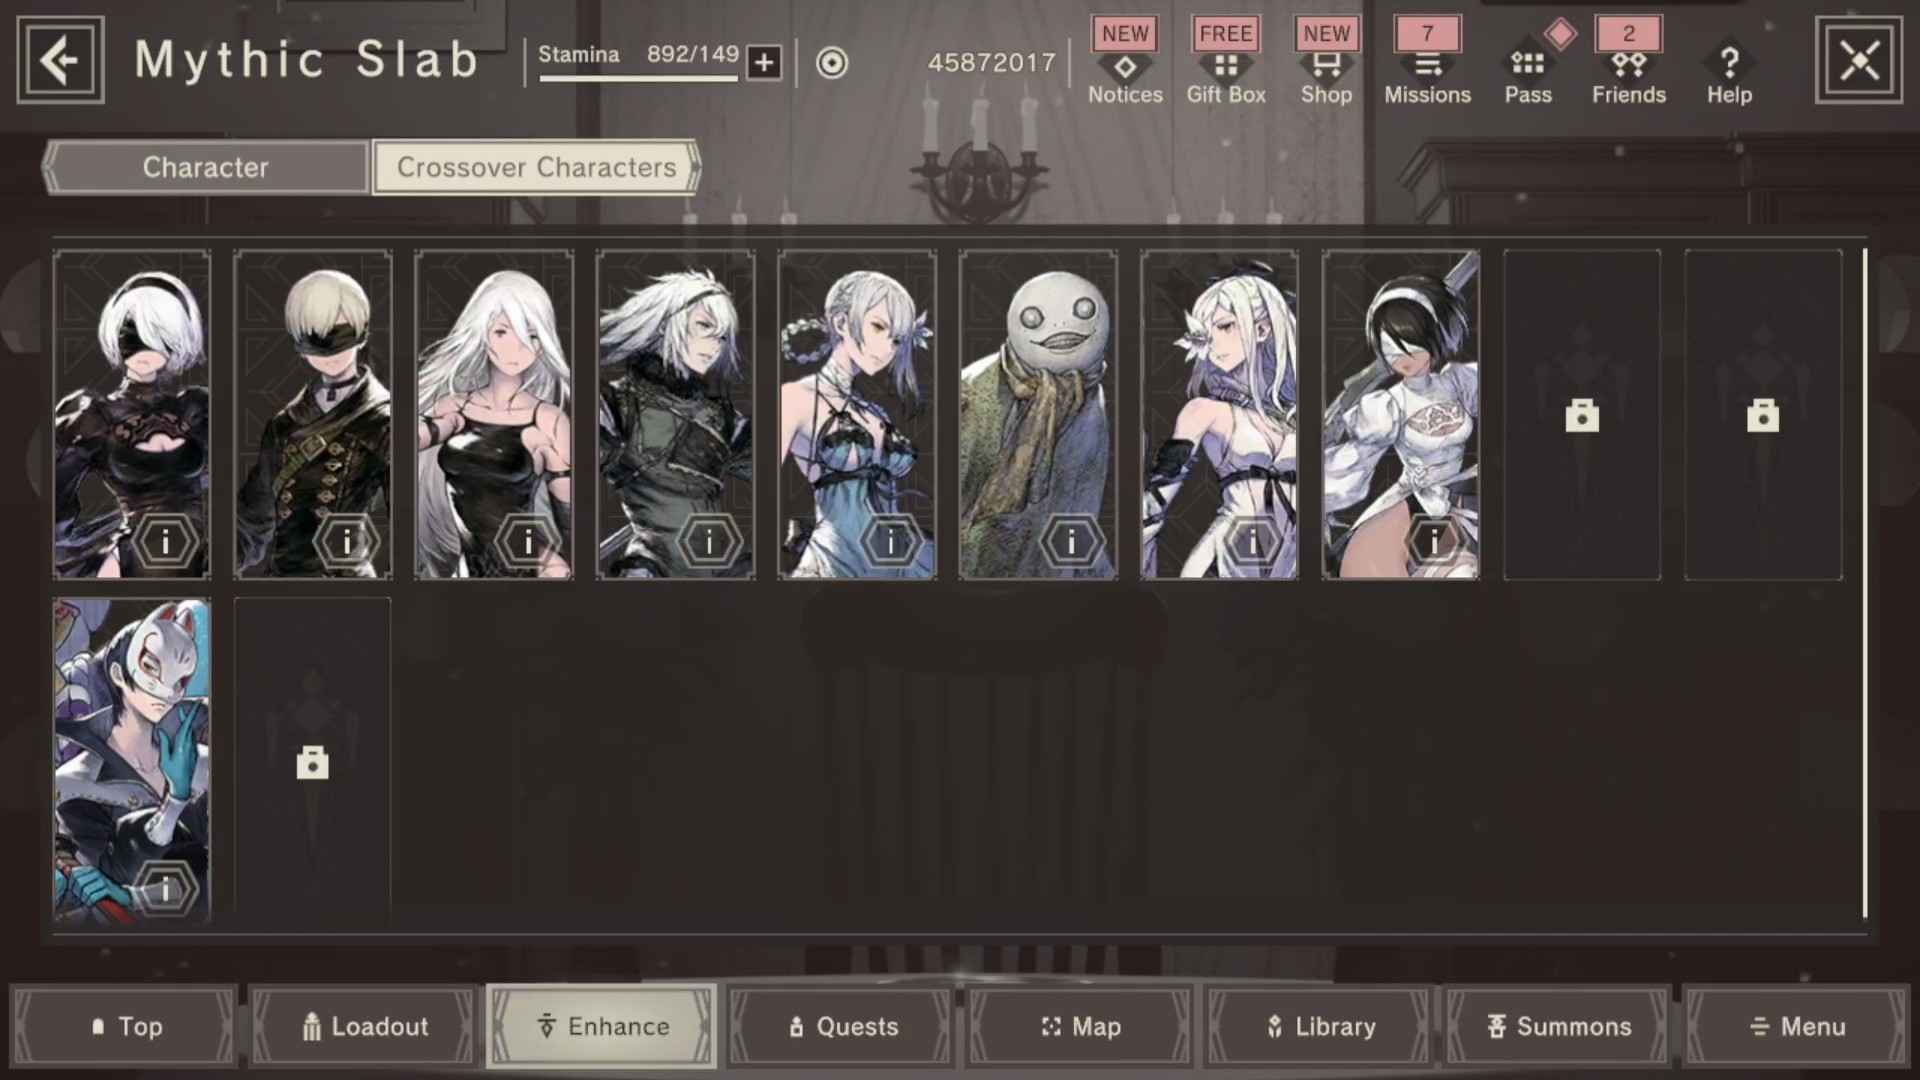 Mythic Slab
Stamina 892/149
45872017
NEW
Notices
FREE
Gift Box
NEW
Shop
7
Missions
Pass
2
Friends
?
Help
Character
Crossover Characters
i
i
i
i
i
i
i
i
i
Top
Loadout
Enhance
Quests
Map
Library
Summons
Menu